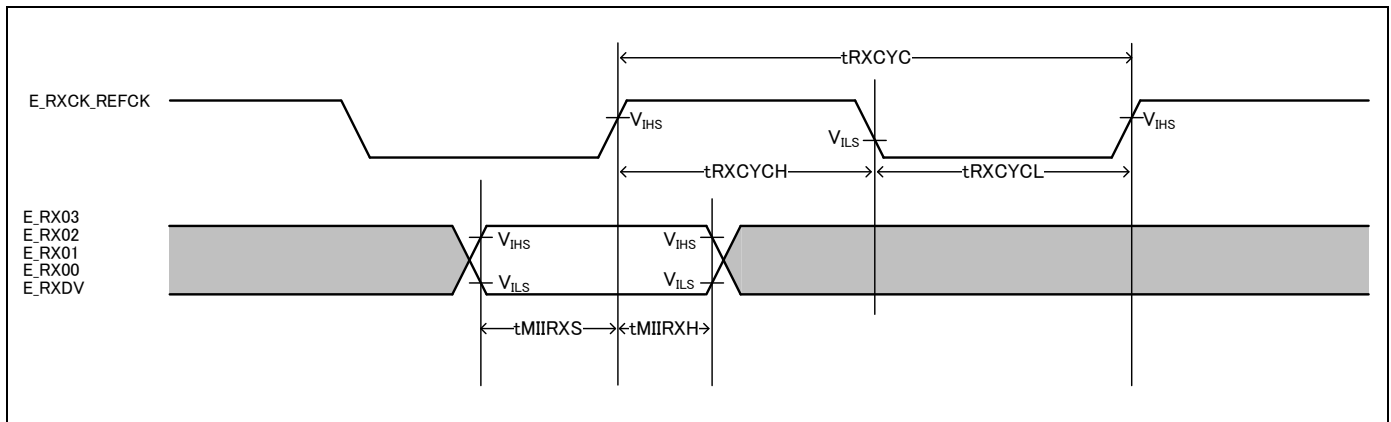 tRXCYC
E_RXCK_REFCK
VIHS
VILS
VIHS
tRXCYCH
tRXCYCL
E_RX03
E_RX02
E_RX01
E_RX00
E_RXDV
VIHS
VIHS
VILS
VILS
tMIIRXS
tMIIRXH